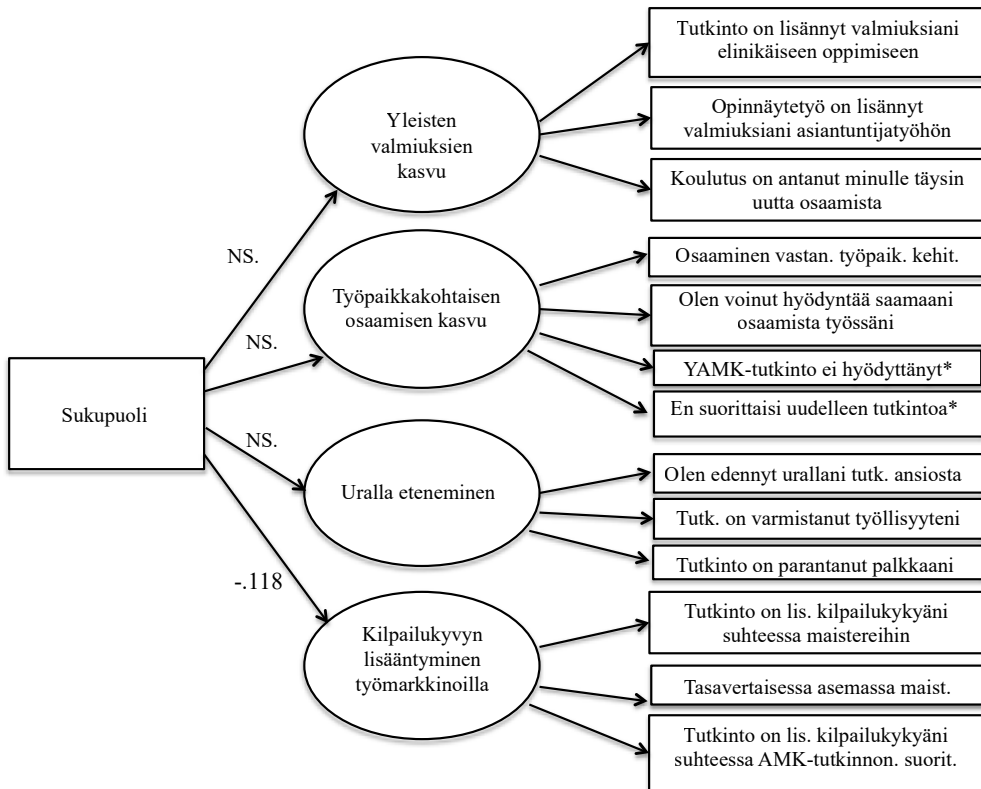 Sukupuoli
NS.
NS.
NS.
-.118
Yleisten
valmiuksien
kasvu
Tutkinto on lisännyt valmiuksiani
elinikäiseen oppimiseen
Opinnäytetyö on lisännyt
valmiuksiani asiantuntijatyöhön
Koulutus on antanut minulle täysin
uutta osaamista
Työpaikkakohtaisen
osaamisen kasvu
Osaaminen vastan. työpaik. kehit.
Olen voinut hyödyntää saamaani
osaamista työssäni
YAMK-tutkinto ei hyödyttänyt*
En suorittaisi uudelleen tutkintoa*
Uralla eteneminen
Olen edennyt urallani tutk. ansiosta
Tutk. on varmistanut työllisyyteni
Tutkinto on parantanut palkkaani
Kilpailukyvyn
lisääntyminen
työmarkkinoilla
Tutkinto on lis. kilpailukykyäni
suhteessa maistereihin
Tasavertaisessa asemassa maist.
Tutkinto on lis. kilpailukykyäni
suhteessa AMK-tutkinnon. suorit.